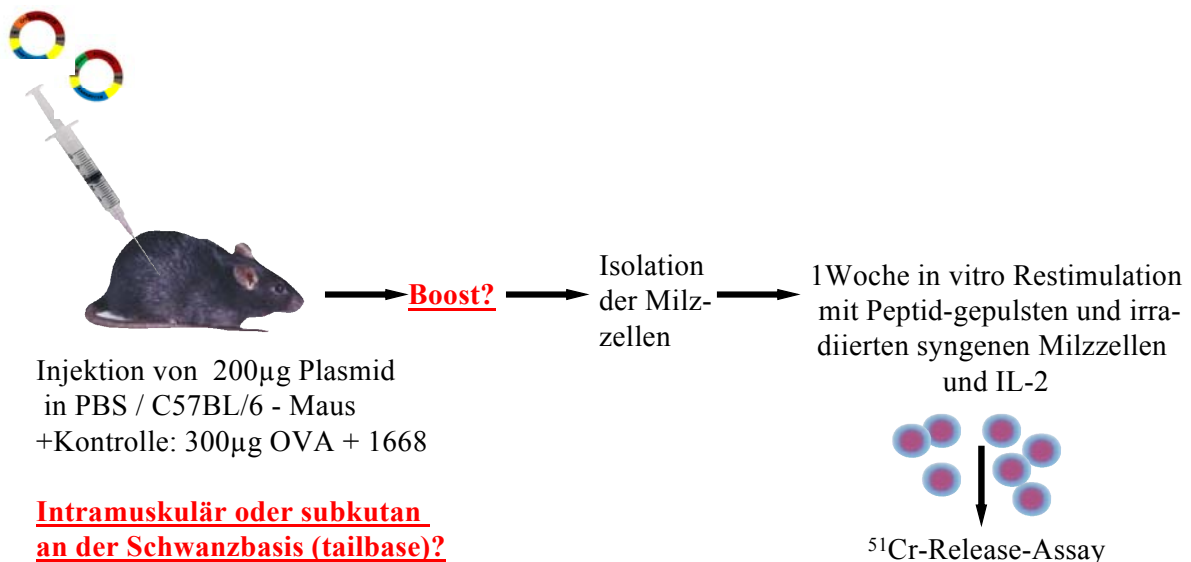 Boost?
Isolation
der Milz-
zellen
1Woche in vitro Restimulation
mit Peptid-gepulsten und irra-
diierten syngenen Milzzellen
und IL-2
Injektion von 200µg Plasmid
in PBS / C57BL/6 - Maus
+Kontrolle: 300µg OVA + 1668
Intramuskulär oder subkutan
an der Schwanzbasis (tailbase)?
⁵¹Cr-Release-Assay